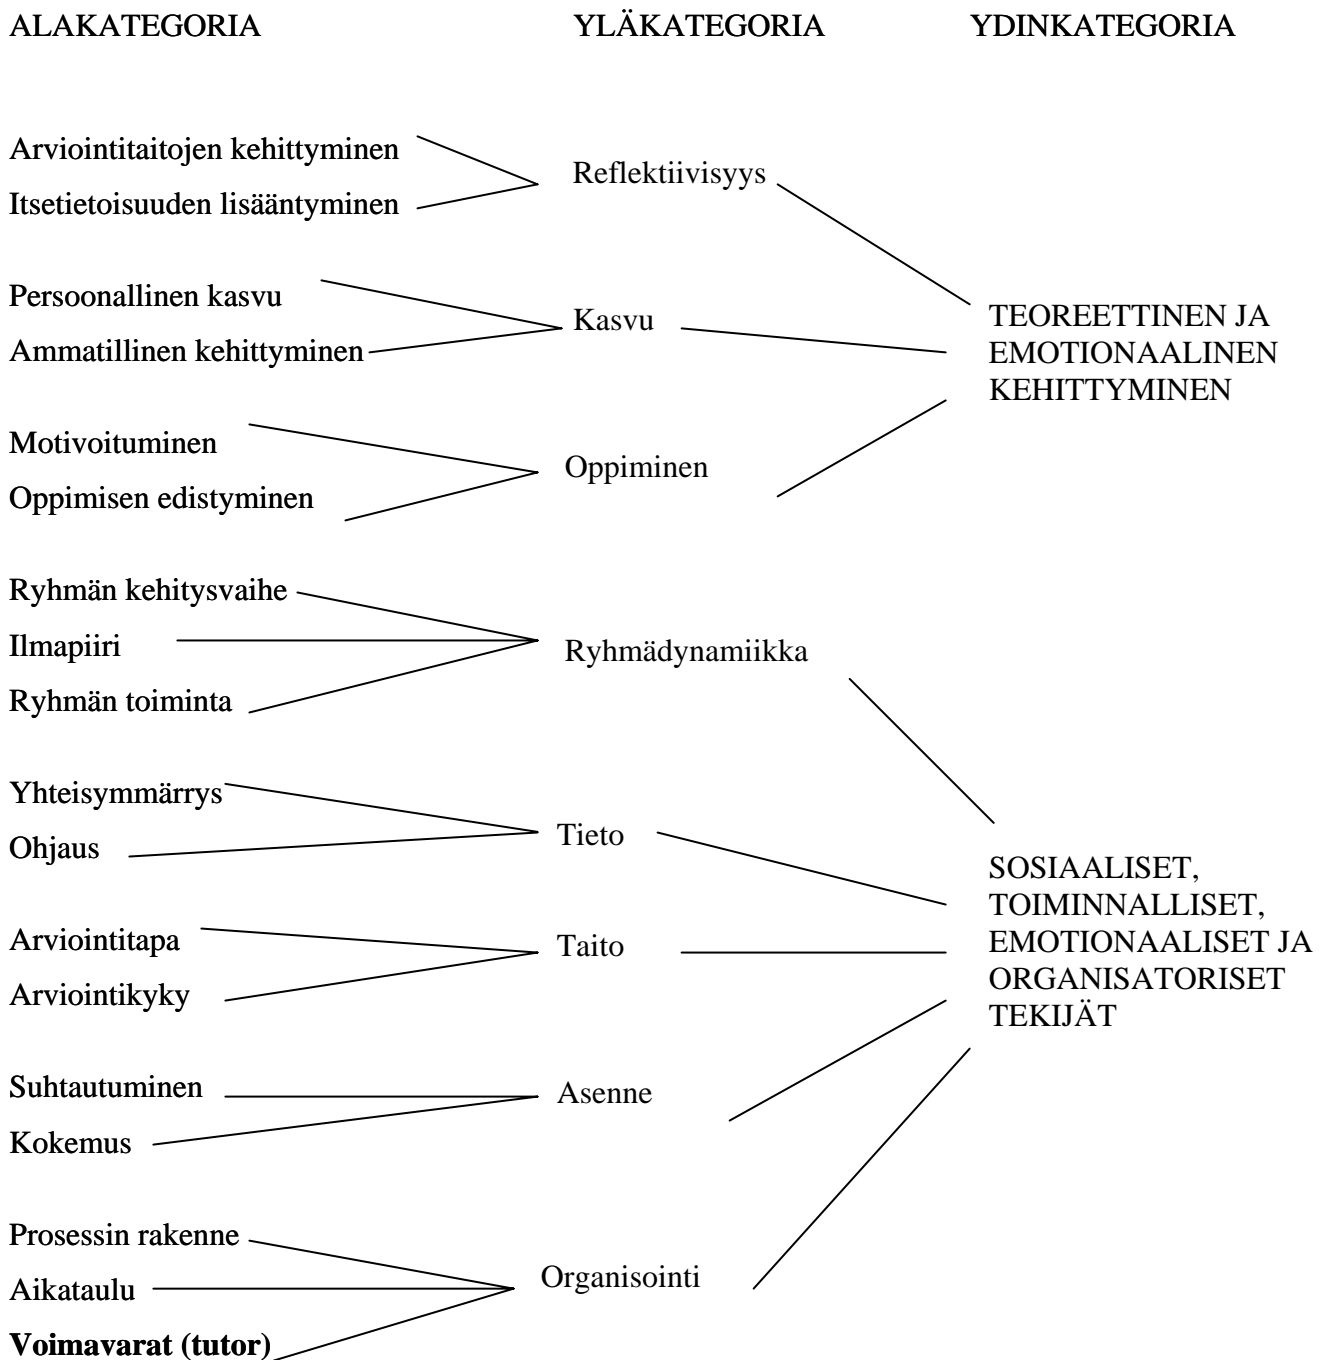 ALAKATEGORIA YLÄKATEGORIA YDINKATEGORIA
Arviointitaitojen kehittyminen
Reflektiivisyys
Itsetietoisuuden lisääntyminen
Persoonallinen kasvu
Kasvu
Ammatillinen kehittyminen
TEOREETTINEN JA
EMOTIONAALINEN
KEHITTYMINEN
Motivoituminen
Oppiminen
Oppimisen edistyminen
Ryhmän kehitysvaihe
Ilmapiiri
Ryhmädynamiikka
Ryhmän toiminta
Yhteisymmärrys
Tieto
Ohjaus
Arviointitapa
Taito
Arviointikyky
SOSIAALISET,
TOIMINNALLISET,
EMOTIONAALISET JA
ORGANISATORISET
TEKIJÄT
Suhtautuminen
Asenne
Kokemus
Prosessin rakenne
Organisointi
Aikataulu
Voimavarat (tutor)